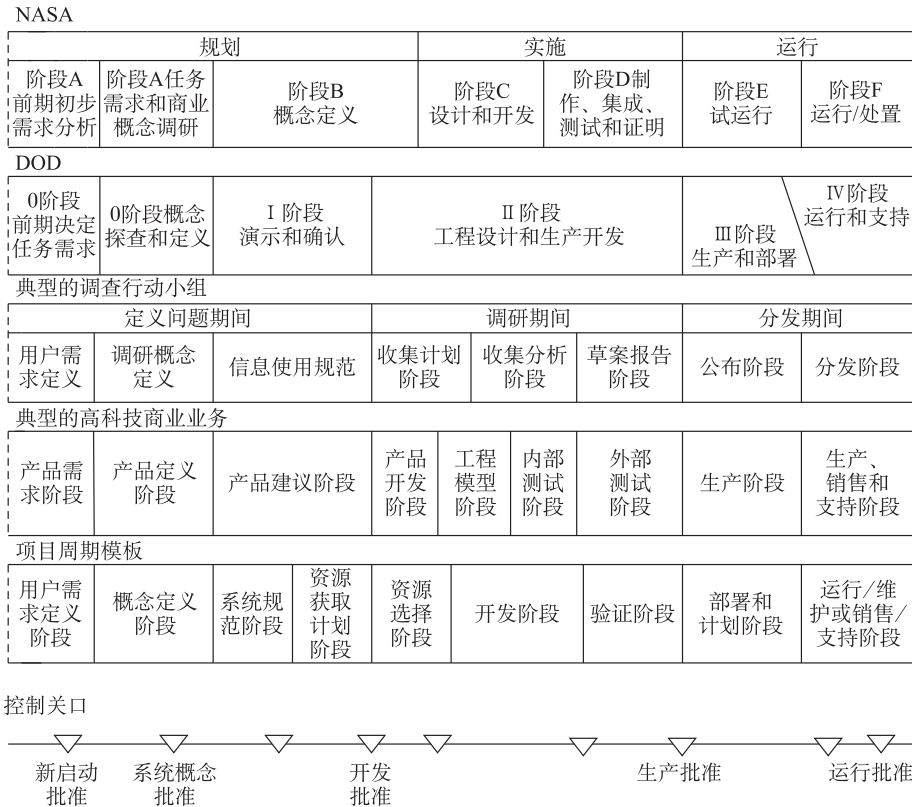 NASA
规划
实施
运行
阶段A
前期初步
需求分析
阶段A任务
需求和商业
概念调研
阶段B
概念定义
阶段C
设计和开发
阶段D制
作、集成、
测试和证明
阶段E
试运行
阶段F
运行/处置
DOD
0阶段
前期决定
任务需求
0阶段概念
探查和定义
Ⅰ阶段
演示和确认
Ⅱ阶段
工程设计和生产开发
Ⅲ阶段
生产和部署
Ⅳ阶段
运行和支持
典型的调查行动小组
定义问题期间
调研期间
分发期间
用户需
求定义
调研概念
定义
信息使用规范
收集计划
阶段
收集分析
阶段
草案报告
阶段
公布阶段
分发阶段
典型的高科技商业业务
产品需
求阶段
产品定义
阶段
产品建议阶段
产品
开发
阶段
工程
模型
阶段
内部
测试
阶段
外部
测试
阶段
生产阶段
生产、
销售和
支持阶段
项目周期模板
用户需
求定义
阶段
概念定义
阶段
系统规
范阶段
资源
获取
计划
阶段
资源
选择
阶段
开发阶段
验证阶段
部署和
计划阶段
运行/维
护或销售/
支持阶段
控制关口
新启动
批准
系统概念
批准
开发
批准
生产批准
运行批准